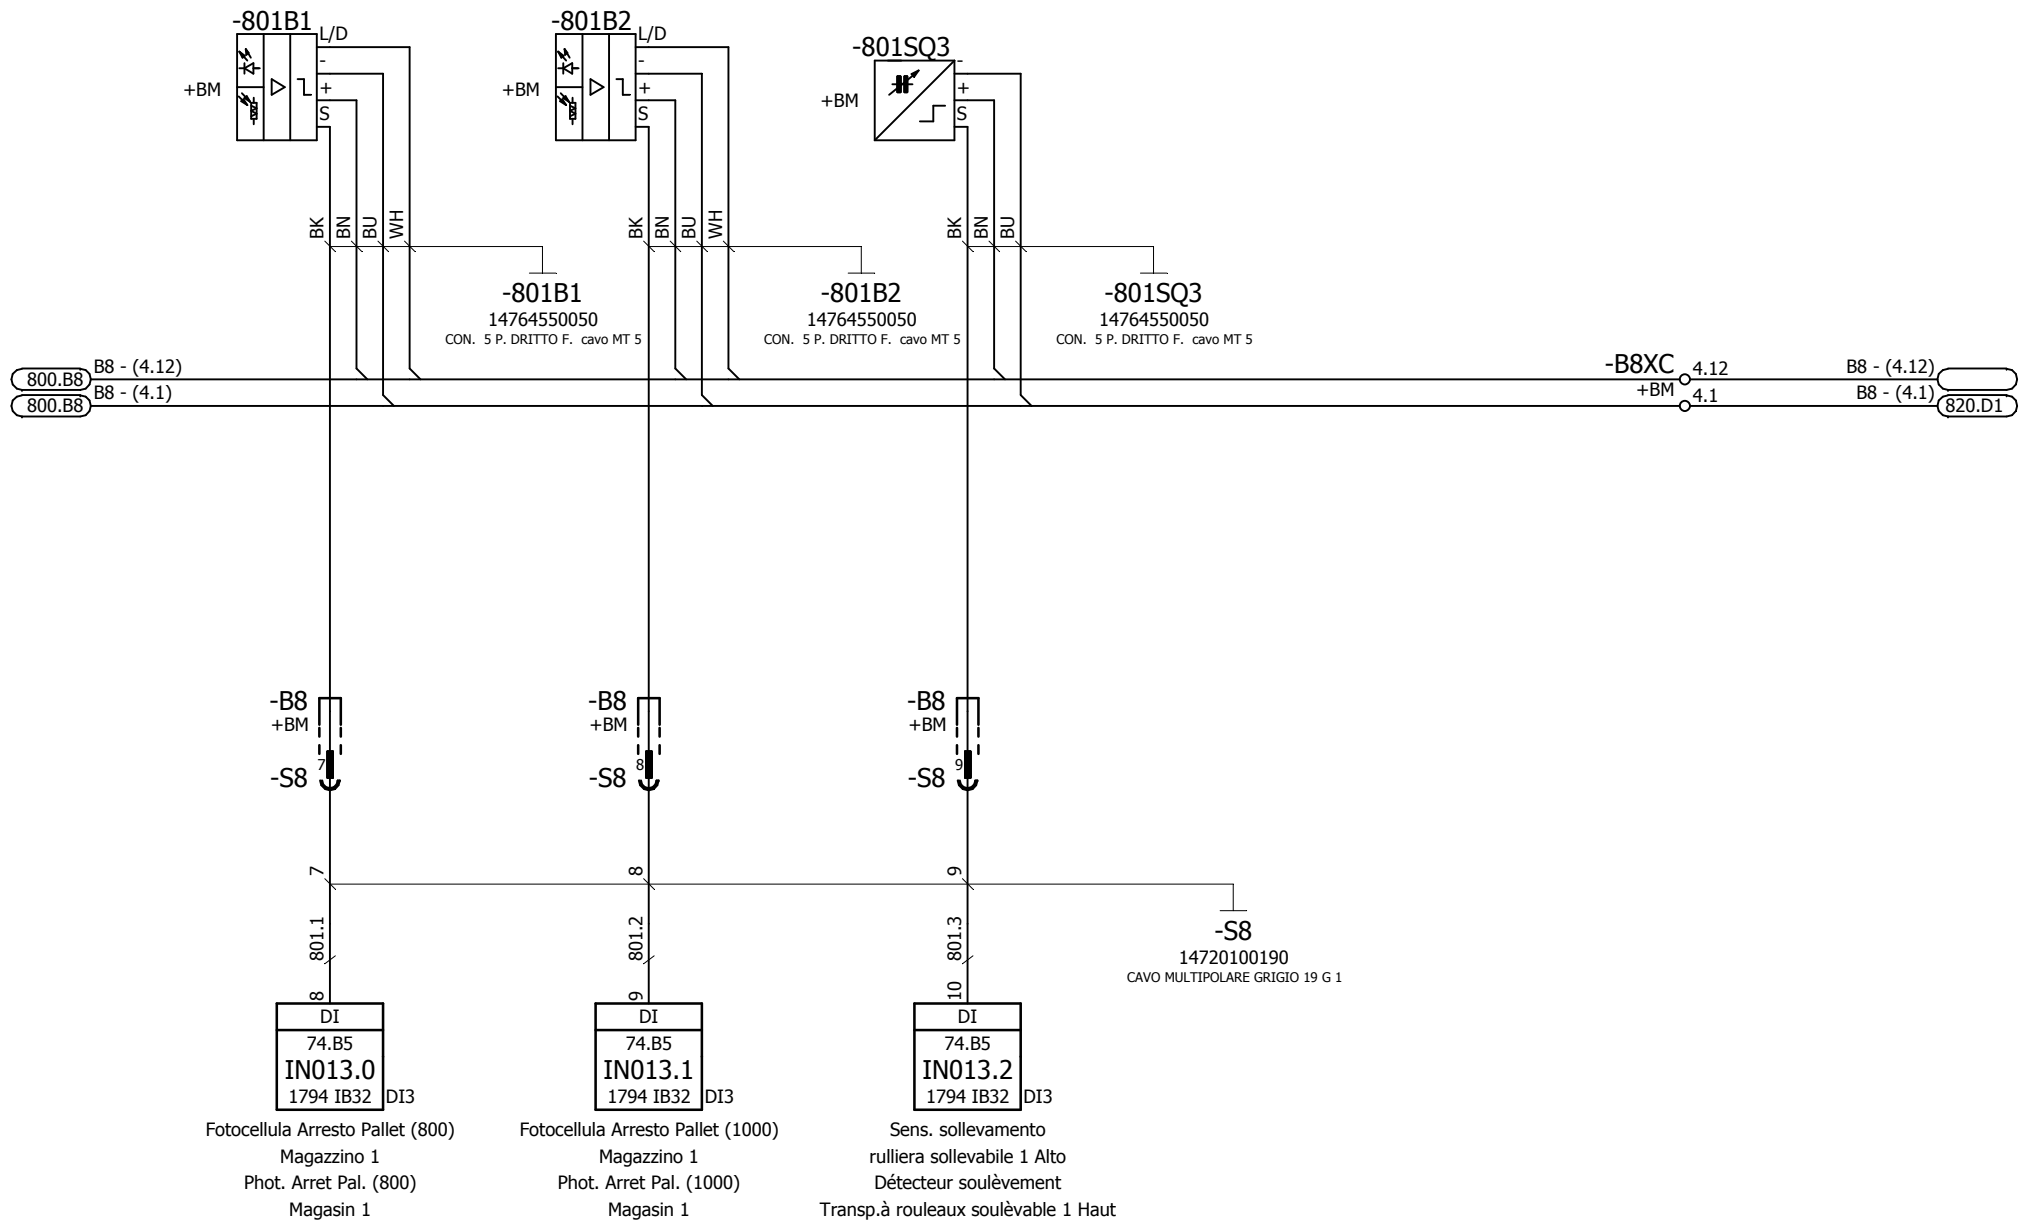 -801B1
-801B2
-801SQ3
L/D
-
+
S
+BM
L/D
-
+
S
+BM
-
+
S
+BM
BK BN BU WH
BK BN BU WH
BK BN BU
-801B1
14764550050
CON. 5 P. DRITTO F. cavo MT 5
-801B2
14764550050
CON. 5 P. DRITTO F. cavo MT 5
-801SQ3
14764550050
CON. 5 P. DRITTO F. cavo MT 5
800.B8 B8 - (4.12)
-B8XC 4.12 B8 - (4.12)
800.B8 B8 - (4.1)
+BM 4.1 B8 - (4.1) 820.D1
-B8
+BM
7
-S8
-B8
+BM
8
-S8
-B8
+BM
9
-S8
7
8
9
801.1
801.2
801.3
-S8
14720100190
CAVO MULTIPOLARE GRIGIO 19 G 1
8
DI
74.B5
IN013.0
1794 IB32 DI3
Fotocellula Arresto Pallet (800)
Magazzino 1
Phot. Arret Pal. (800)
Magasin 1
9
DI
74.B5
IN013.1
1794 IB32 DI3
Fotocellula Arresto Pallet (1000)
Magazzino 1
Phot. Arret Pal. (1000)
Magasin 1
10
DI
74.B5
IN013.2
1794 IB32 DI3
Sens. sollevamento
rulliera sollevabile 1 Alto
Détecteur soulèvement
Transp.à rouleaux soulèvable 1 Haut